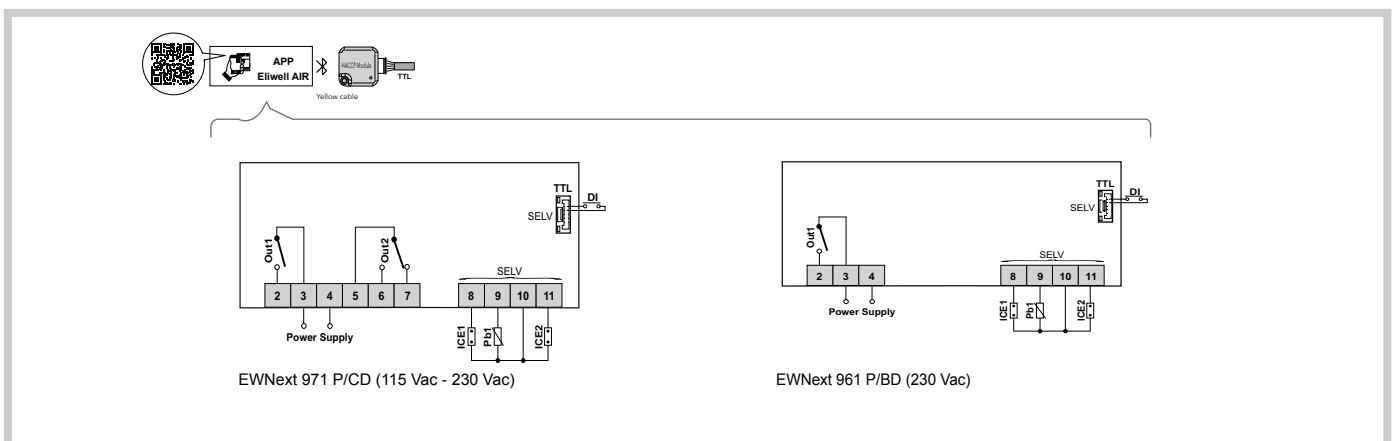 APP
Eliwell AIR
HACCP Module
TTL
Yellow cable
TTL
DI
SELV
Out1
Out2
SELV
2 3 4 5 6 7
8 9 10 11
Power Supply
ICE1
Pb1
ICE2
EWNext 971 P/CD (115 Vac - 230 Vac)
TTL
DI
SELV
Out1
SELV
2 3 4
8 9 10 11
Power Supply
ICE1
Pb1
ICE2
EWNext 961 P/BD (230 Vac)